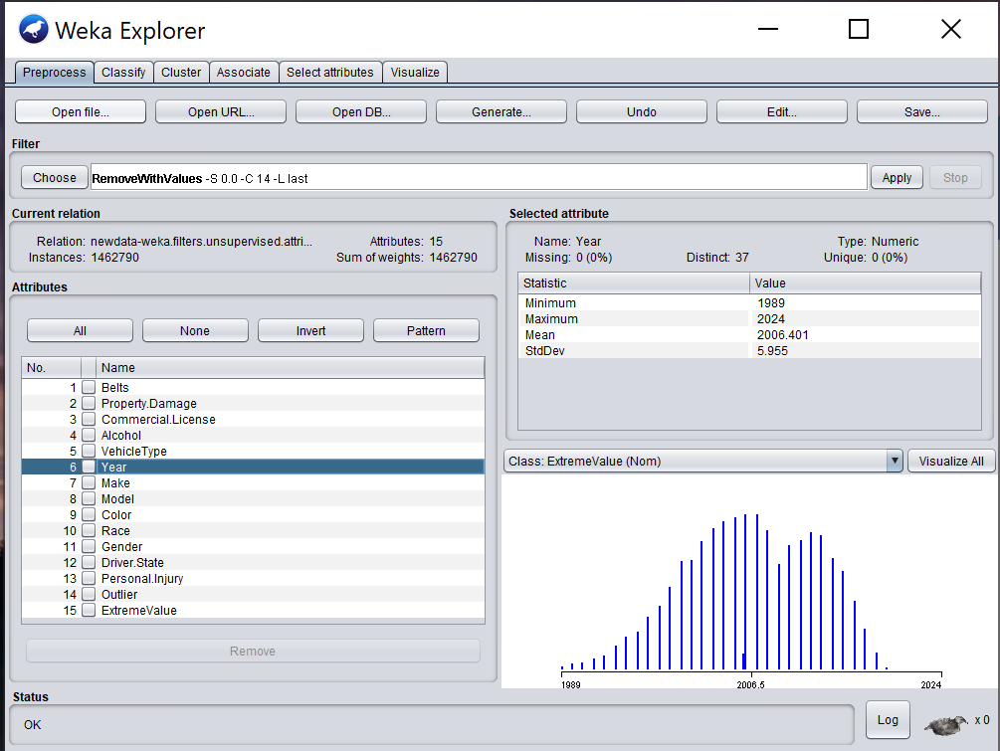 Weka Explorer
Preprocess Classify Cluster Associate Select attributes Visualize
Open file... Open URL... Open DB... Generate... Undo Edit... Save...
Filter
Choose RemoveWithValues -S 0.0 -C 14 -L last Apply Stop
Current relation
Relation: newdata-weka.filters.unsupervised.attri... Attributes: 15
Instances: 1462790 Sum of weights: 1462790
Attributes
All None Invert Pattern
No. Name
1 Belts
2 Property.Damage
3 Commercial.License
4 Alcohol
5 VehicleType
6 Year
7 Make
8 Model
9 Color
10 Race
11 Gender
12 Driver.State
13 Personal.Injury
14 Outlier
15 ExtremeValue
Remove
Selected attribute
Name: Year Type: Numeric
Missing: 0 (0%) Distinct: 37 Unique: 0 (0%)
Statistic Value
Minimum 1989
Maximum 2024
Mean 2006.401
StdDev 5.955
Class: ExtremeValue (Nom) Visualize All
1989 2006.5 2024
Status
OK
Log x 0